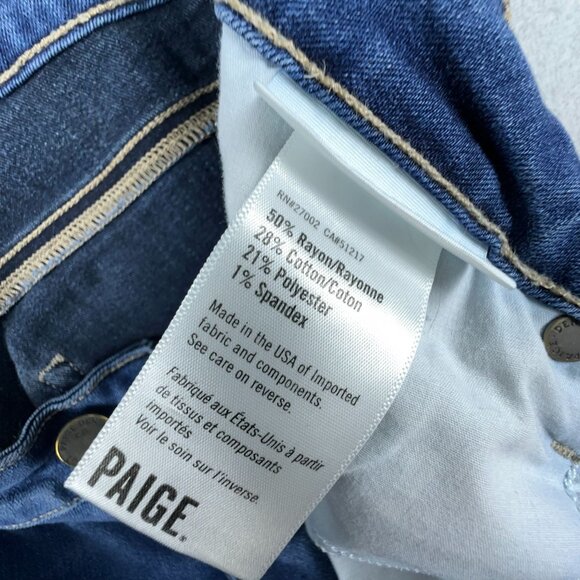 RN#27002 CA#51217
50% Rayon/Rayonne
28% Cotton/Coton
21% Polyester
1% Spandex
Made in the USA of Imported
fabric and components.
See care on reverse.
Fabriqué aux États-Unis à partir
de tissus et composants
importés
Voir le soin sur l'inverse.
PAIGE